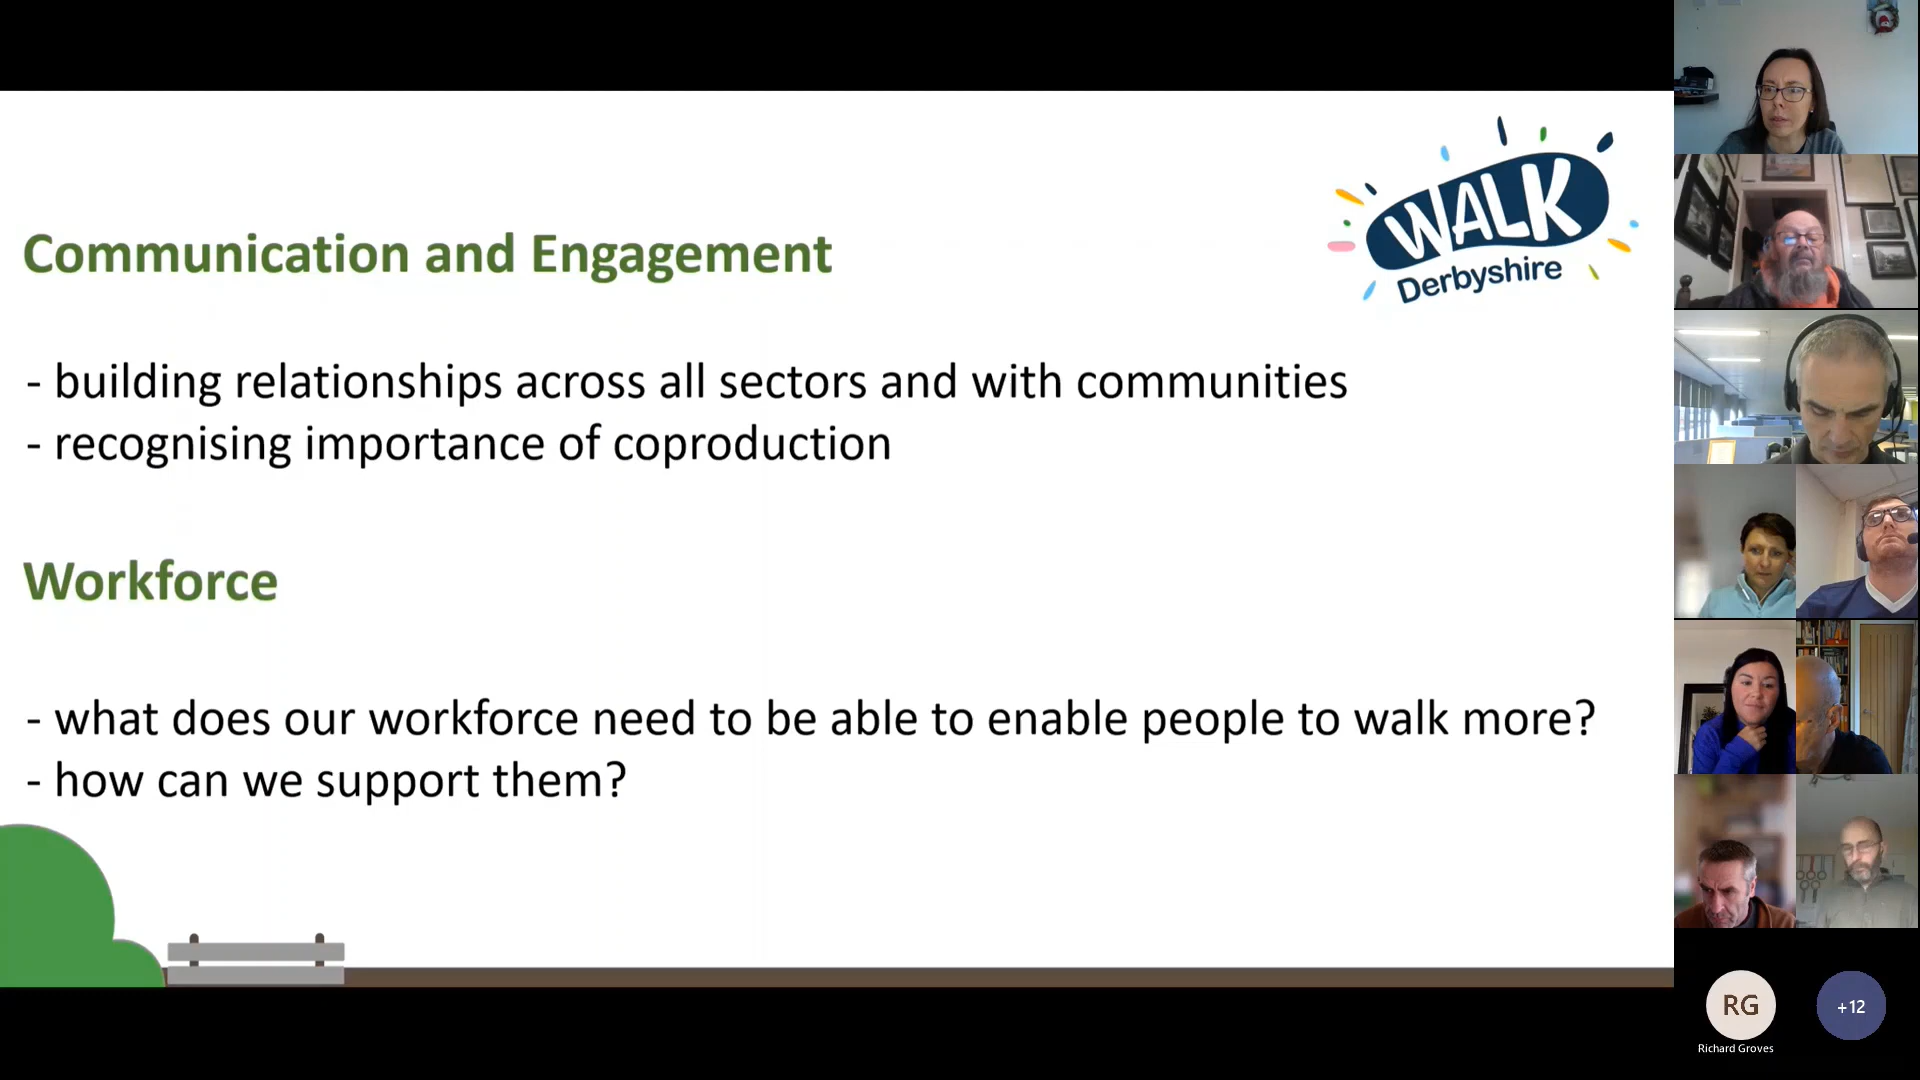 Communication and Engagement
WALK
Derbyshire
- building relationships across all sectors and with communities
- recognising importance of coproduction
Workforce
- what does our workforce need to be able to enable people to walk more?
- how can we support them?
RG
+12
Richard Groves